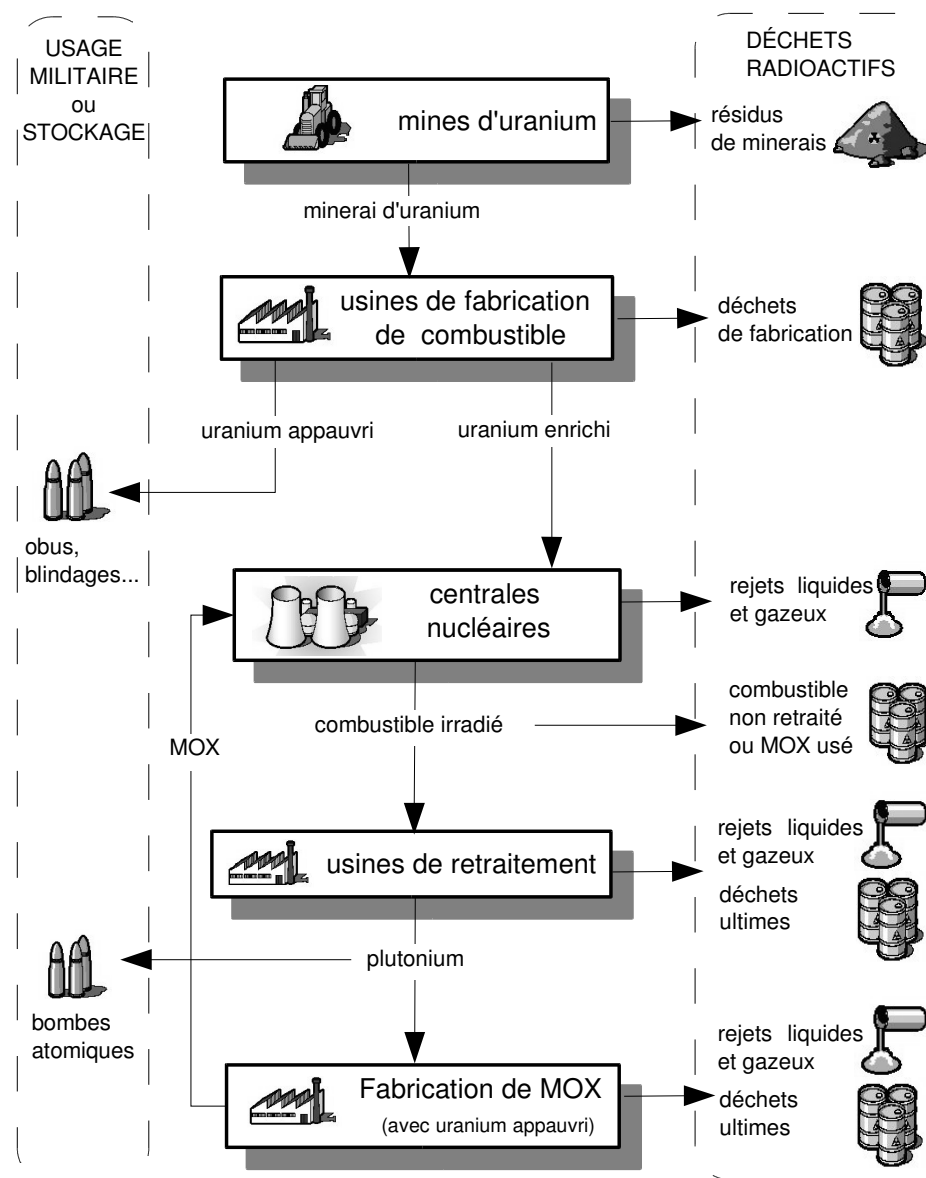 USAGE
MILITAIRE
ou
STOCKAGE
DÉCHETS
RADIOACTIFS
mines d'uranium
résidus
de minerais
minerai d'uranium
usines de fabrication
de combustible
déchets
de fabrication
uranium appauvri
uranium enrichi
obus,
blindages...
centrales
nucléaires
rejets liquides
et gazeux
combustible irradié
combustible
non retraité
ou MOX usé
MOX
usines de retraitement
rejets liquides
et gazeux
déchets
ultimes
plutonium
bombes
atomiques
Fabrication de MOX
(avec uranium appauvri)
rejets liquides
et gazeux
déchets
ultimes